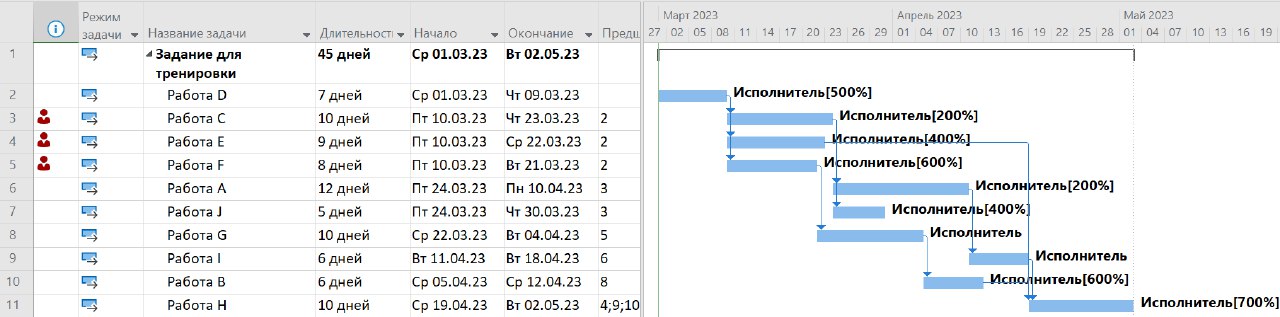 Март 2023 Апрель 2023 Май 2023
Режим задачи Название задачи Длительность Начало Окончание Предш
27 02 05 08 11 14 17 20 23 26 29 01 04 07 10 13 16 19 22 25 28 01 04 07 10 13 16 19
1 Задание для тренировки 45 дней Ср 01.03.23 Вт 02.05.23
2 Работа D 7 дней Ср 01.03.23 Чт 09.03.23 Исполнитель[500%]
3 Работа C 10 дней Пт 10.03.23 Чт 23.03.23 2 Исполнитель[200%]
4 Работа E 9 дней Пт 10.03.23 Ср 22.03.23 2 Исполнитель[400%]
5 Работа F 8 дней Пт 10.03.23 Вт 21.03.23 2 Исполнитель[600%]
6 Работа A 12 дней Пт 24.03.23 Пн 10.04.23 3 Исполнитель[200%]
7 Работа J 5 дней Пт 24.03.23 Чт 30.03.23 3 Исполнитель[400%]
8 Работа G 10 дней Ср 22.03.23 Вт 04.04.23 5 Исполнитель
9 Работа I 6 дней Вт 11.04.23 Вт 18.04.23 6 Исполнитель
10 Работа B 6 дней Ср 05.04.23 Ср 12.04.23 8 Исполнитель[600%]
11 Работа H 10 дней Ср 19.04.23 Вт 02.05.23 4;9;10 Исполнитель[700%]